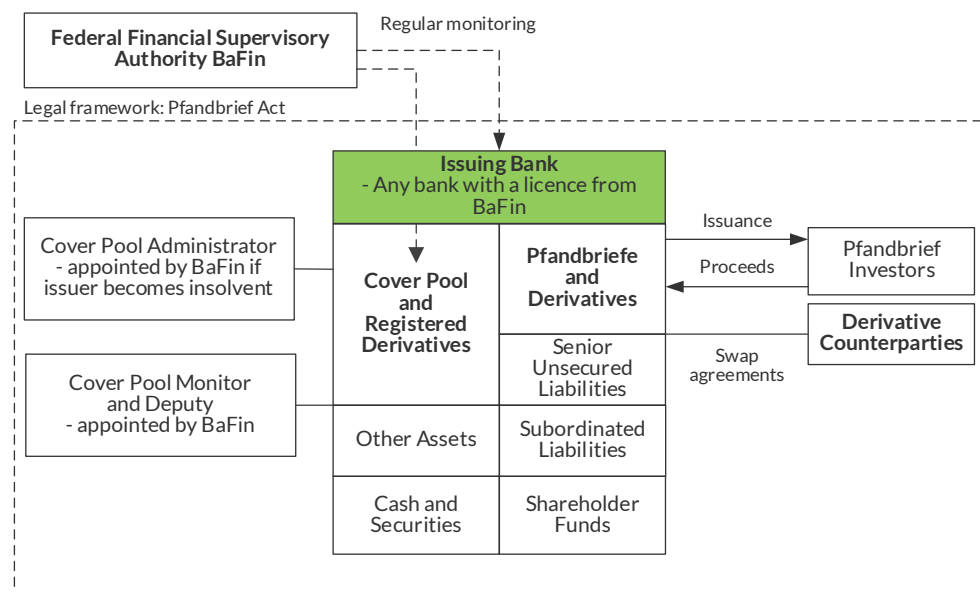 Federal Financial Supervisory
Authority BaFin
Regular monitoring
Legal framework: Pfandbrief Act
Issuing Bank
- Any bank with a licence from
BaFin
Cover Pool Administrator
- appointed by BaFin if
issuer becomes insolvent
Cover Pool
and
Registered
Derivatives
Pfandbriefe
and
Derivatives
Issuance
Proceeds
Pfandbrief
Investors
Derivative
Counterparties
Swap
agreements
Senior
Unsecured
Liabilities
Cover Pool Monitor
and Deputy
- appointed by BaFin
Other Assets
Subordinated
Liabilities
Cash and
Securities
Shareholder
Funds